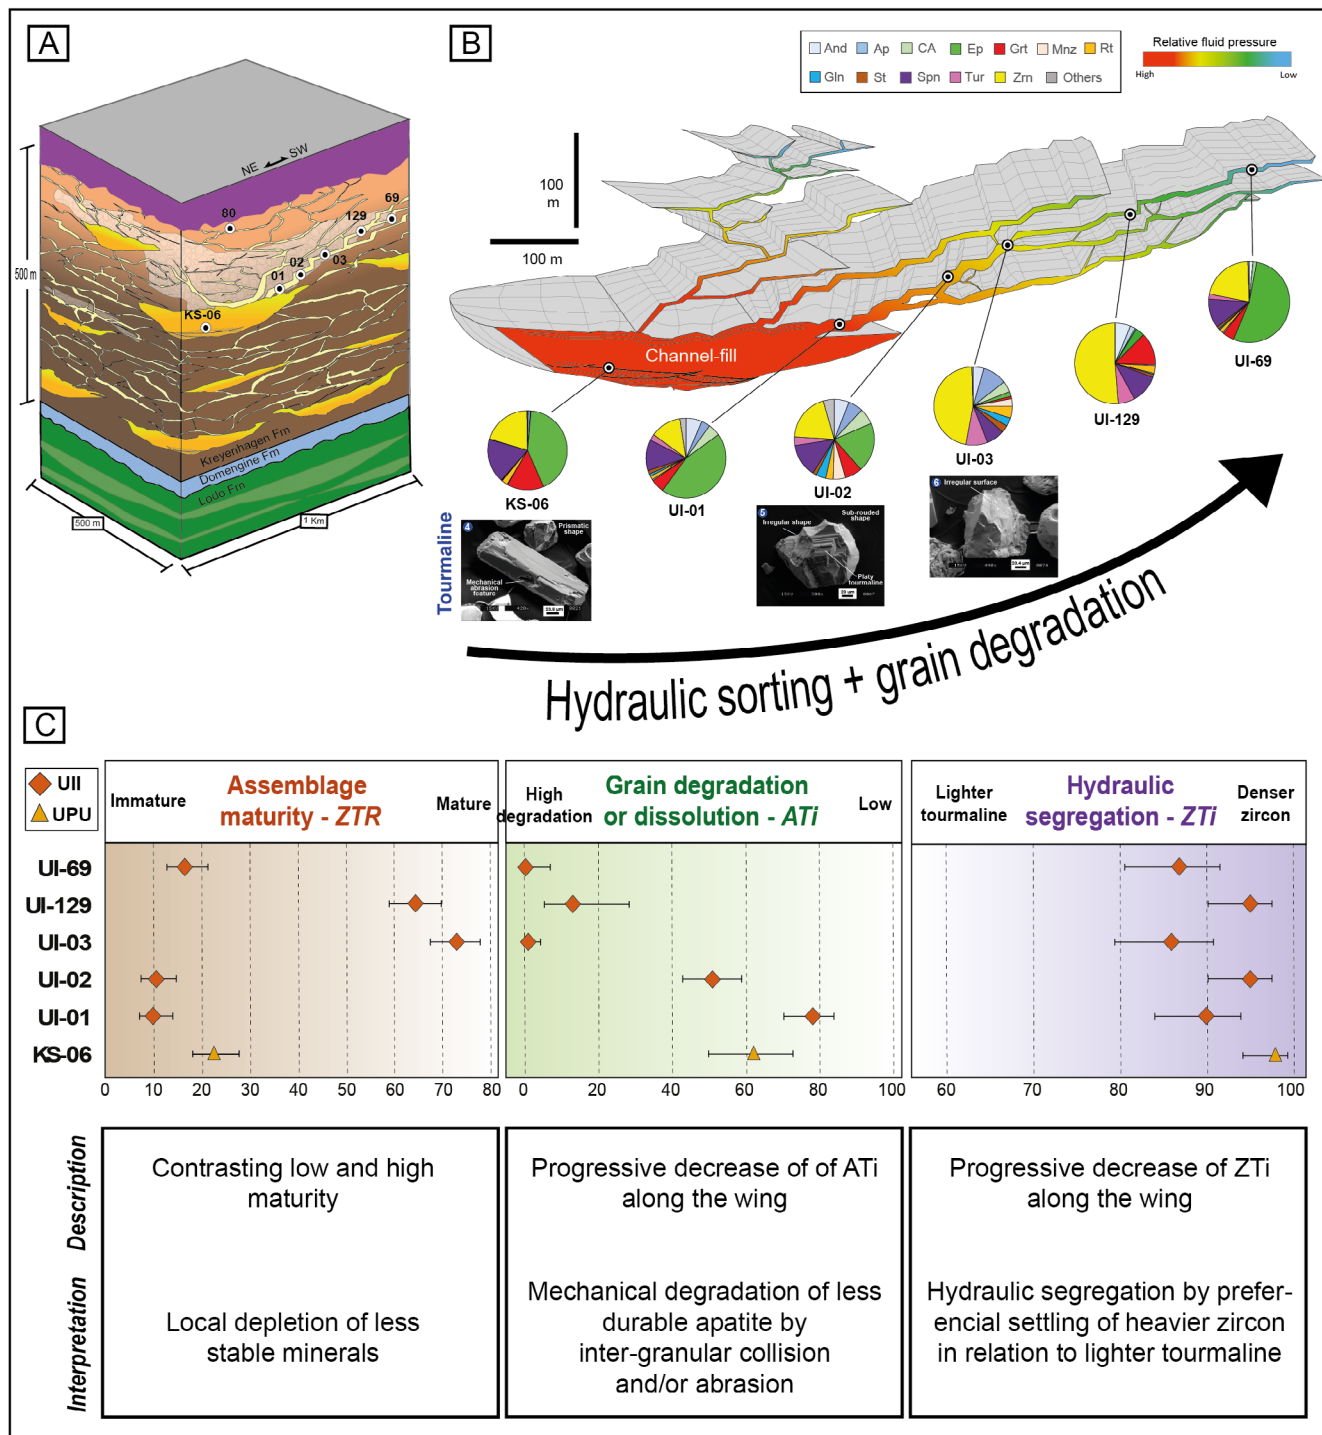 A
NE
SW
80
69
129
03
02
01
KS-06
500 m
Kreyenhagen Fm
Domengine Fm
Lodo Fm
500 m
1 Km
B
And
Ap
CA
Ep
Grt
Mnz
Rt
Gln
St
Spn
Tur
Zrn
Others
Relative fluid pressure
High
Low
100
m
100 m
Channel-fill
KS-06
UI-01
UI-02
UI-03
UI-129
UI-69
Tourmaline
4
Prismatic
shape
Mechanical
abrasion
feature
5
Irregular shape
Sub-rouded
shape
Platy
tourmaline
20 µm
6
Irregular surface
Hydraulic sorting + grain degradation
C
UII
UPU
Immature
Assemblage
maturity - ZTR
Mature
High
degradation
Grain degradation
or dissolution - ATi
Low
Lighter
tourmaline
Hydraulic
segregation - ZTi
Denser
zircon
UI-69
UI-129
UI-03
UI-02
UI-01
KS-06
0 10 20 30 40 50 60 70 80
0 20 40 60 80 100
60 80 90 100
Description
Contrasting low and high
maturity
Progressive decrease of of ATi
along the wing
Progressive decrease of ZTi
along the wing
Interpretation
Local depletion of less
stable minerals
Mechanical degradation of less
durable apatite by
inter-granular collision
and/or abrasion
Hydraulic segregation by prefer-
encial settling of heavier zircon
in relation to lighter tourmaline